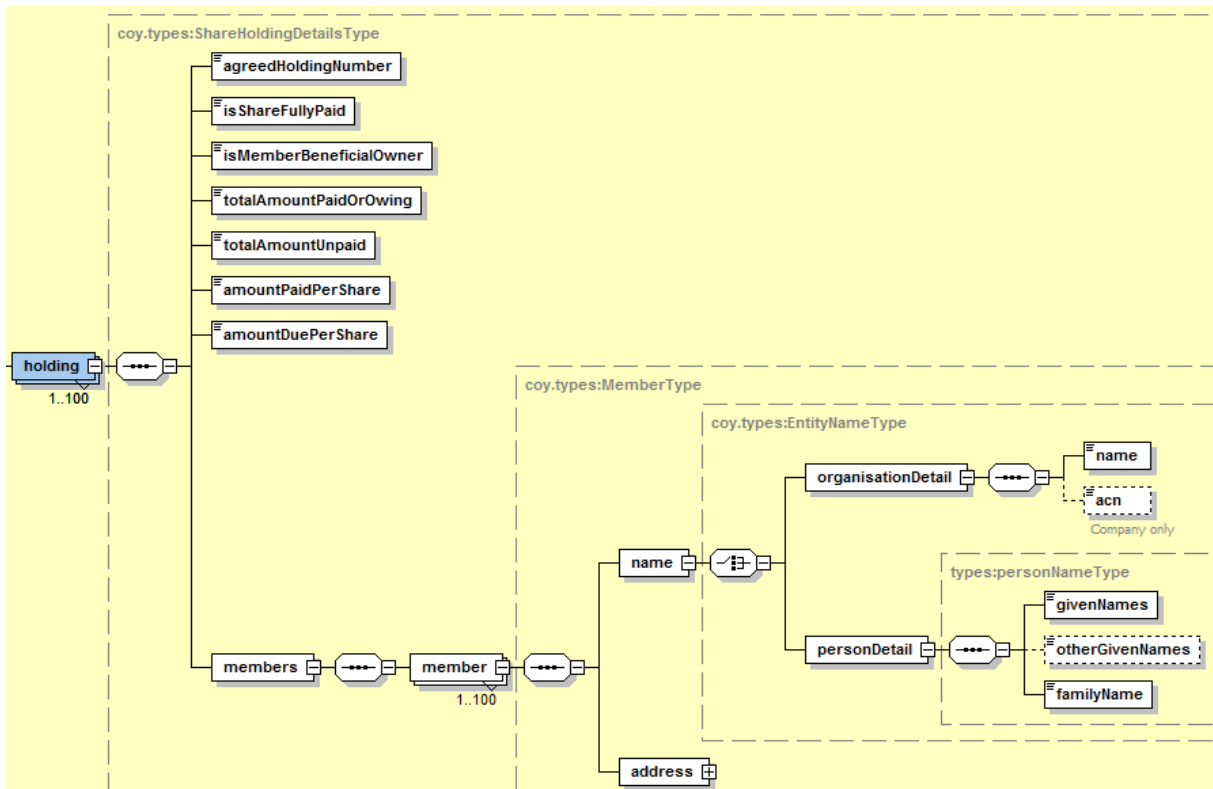 coy.types:ShareHoldingDetailsType
agreedHoldingNumber
isShareFullyPaid
isMemberBeneficialOwner
totalAmountPaidOrOwing
totalAmountUnpaid
amountPaidPerShare
amountDuePerShare
holding
1..100
coy.types:MemberType
coy.types:EntityNameType
organisationDetail
name
acn
Company only
name
types:personNameType
givenNames
personDetail
otherGivenNames
familyName
members
member
1..100
address